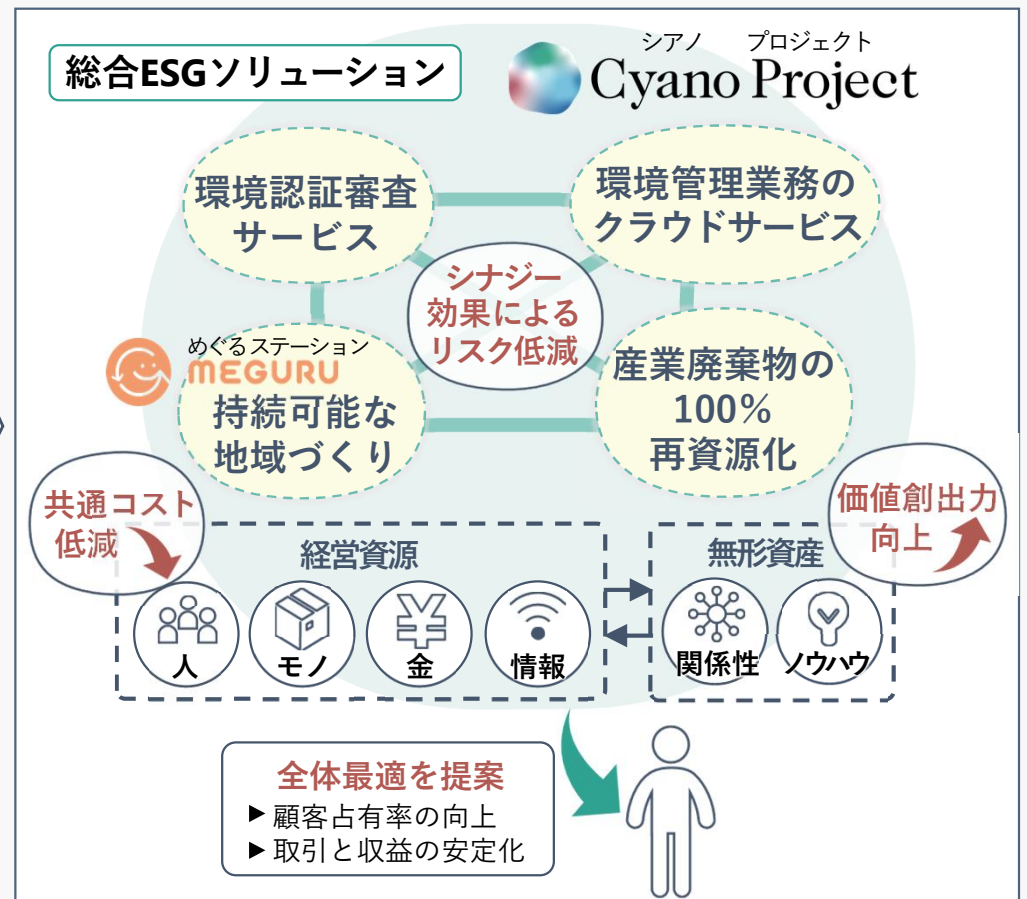 総合ESGソリューション
シアノ プロジェクト
Cyano Project
環境認証審査
サービス
環境管理業務の
クラウドサービス
シナジー
効果による
リスク低減
めぐるステーション
MEGURU
持続可能な
地域づくり
産業廃棄物の
100%
再資源化
共通コスト
低減
価値創出力
向上
経営資源
無形資産
人
モノ
金
情報
関係性
ノウハウ
全体最適を提案
▶ 顧客占有率の向上
▶ 取引と収益の安定化